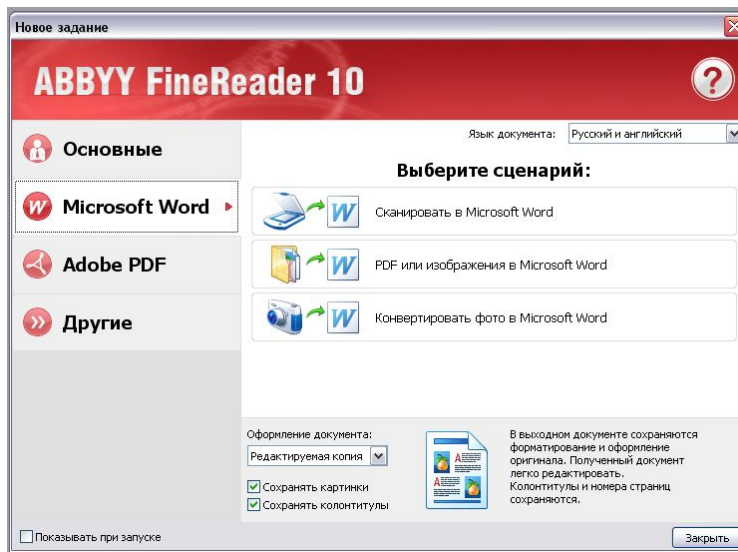 Новое задание
ABBYY FineReader 10
?
Язык документа: Русский и английский
Основные
Microsoft Word
Adobe PDF
Другие
Выберите сценарий:
Сканировать в Microsoft Word
PDF или изображения в Microsoft Word
Конвертировать фото в Microsoft Word
Оформление документа:
Редактируемая копия
Сохранять картинки
Сохранять колонтитулы
В выходном документе сохраняются
форматирование и оформление
оригинала. Полученный документ
легко редактировать.
Колонтитулы и номера страниц
сохраняются.
Показывать при запуске
Закрыть